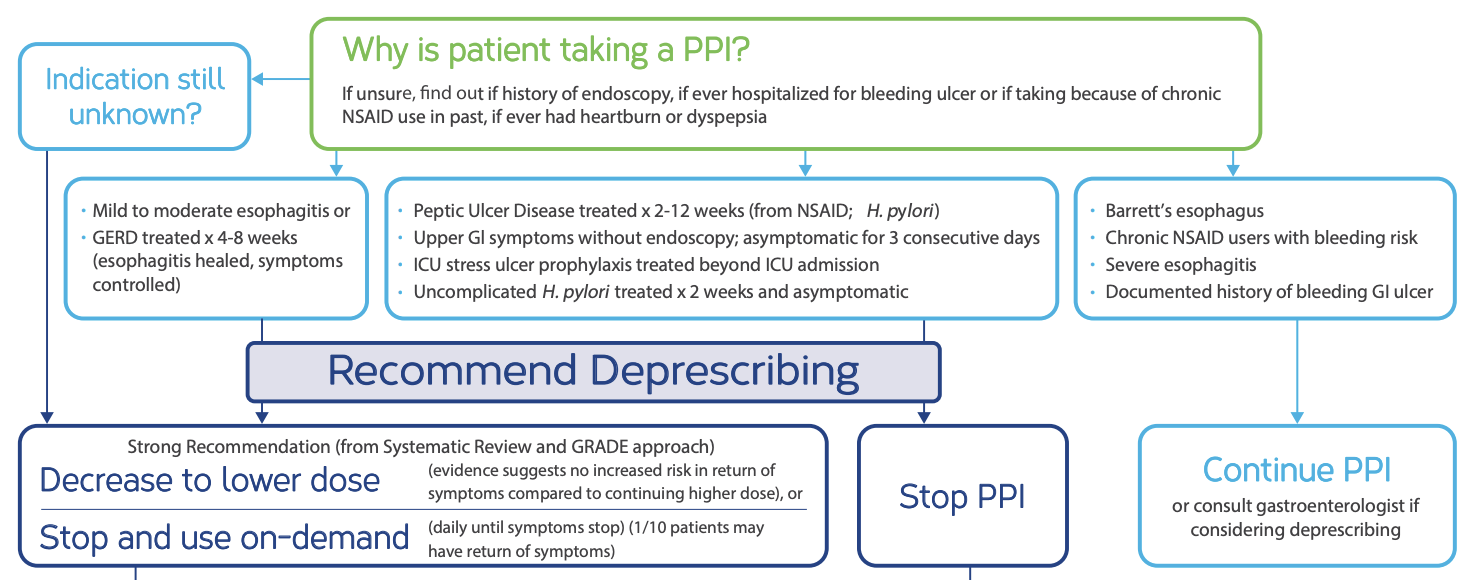 Why is patient taking a PPI?
If unsure, find out if history of endoscopy, if ever hospitalized for bleeding ulcer or if taking because of chronic
NSAID use in past, if ever had heartburn or dyspepsia
Indication still
unknown?
• Mild to moderate esophagitis or
• GERD treated x 4-8 weeks
(esophagitis healed, symptoms
controlled)
• Peptic Ulcer Disease treated x 2-12 weeks (from NSAID; H. pylori)
• Upper GI symptoms without endoscopy; asymptomatic for 3 consecutive days
• ICU stress ulcer prophylaxis treated beyond ICU admission
• Uncomplicated H. pylori treated x 2 weeks and asymptomatic
• Barrett's esophagus
• Chronic NSAID users with bleeding risk
• Severe esophagitis
• Documented history of bleeding GI ulcer
Recommend Deprescribing
Strong Recommendation (from Systematic Review and GRADE approach)
Decrease to lower dose
(evidence suggests no increased risk in return of
symptoms compared to continuing higher dose), or
Stop and use on-demand
(daily until symptoms stop) (1/10 patients may
have return of symptoms)
Stop PPI
Continue PPI
or consult gastroenterologist if
considering deprescribing